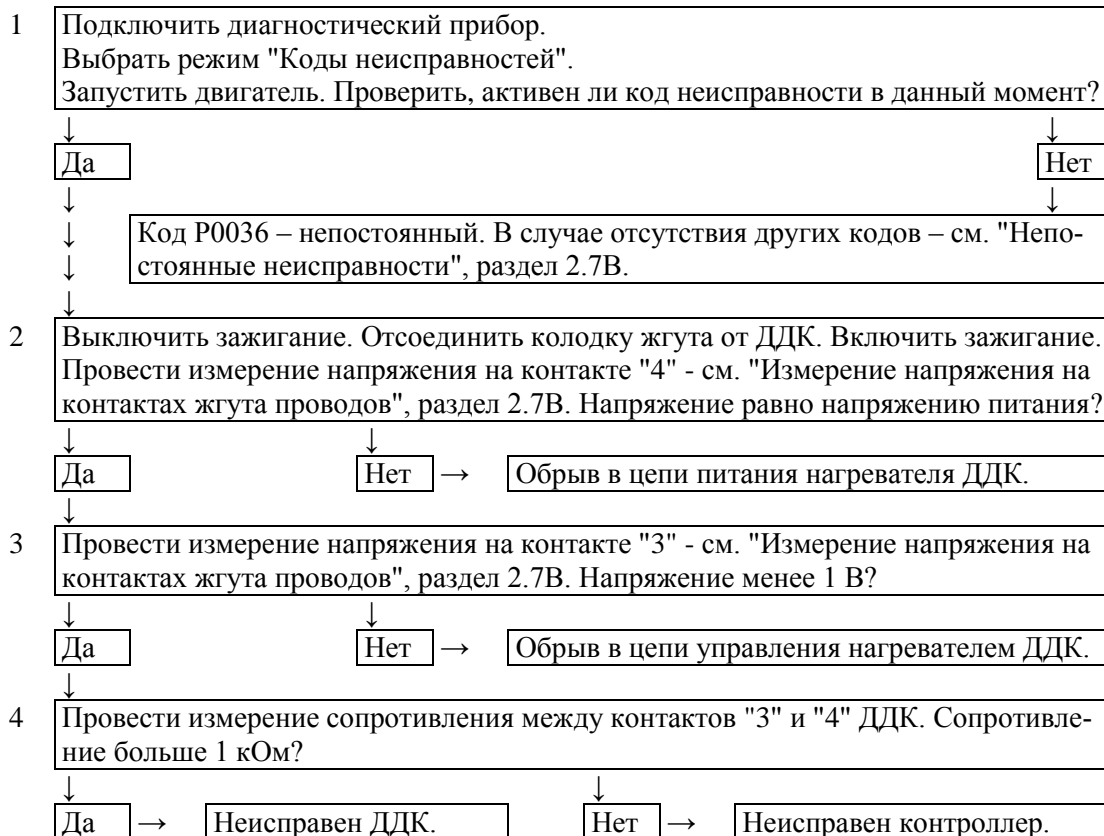 1 Подключить диагностический прибор.
Выбрать режим "Коды неисправностей".
Запустить двигатель. Проверить, активен ли код неисправности в данный момент?
↓ ↓
Да Нет
↓ ↓
↓ Код Р0036 – непостоянный. В случае отсутствия других кодов – см. "Непо-
↓ стоянные неисправности", раздел 2.7В.
↓
2 Выключить зажигание. Отсоединить колодку жгута от ДДК. Включить зажигание.
Провести измерение напряжения на контакте "4" - см. "Измерение напряжения на
контактах жгута проводов", раздел 2.7В. Напряжение равно напряжению питания?
↓ ↓
Да Нет → Обрыв в цепи питания нагревателя ДДК.
↓
3 Провести измерение напряжения на контакте "3" - см. "Измерение напряжения на
контактах жгута проводов", раздел 2.7В. Напряжение менее 1 В?
↓ ↓
Да Нет → Обрыв в цепи управления нагревателем ДДК.
↓
4 Провести измерение сопротивления между контактов "3" и "4" ДДК. Сопротивле-
ние больше 1 кОм?
↓ ↓
Да → Неисправен ДДК. Нет → Неисправен контроллер.